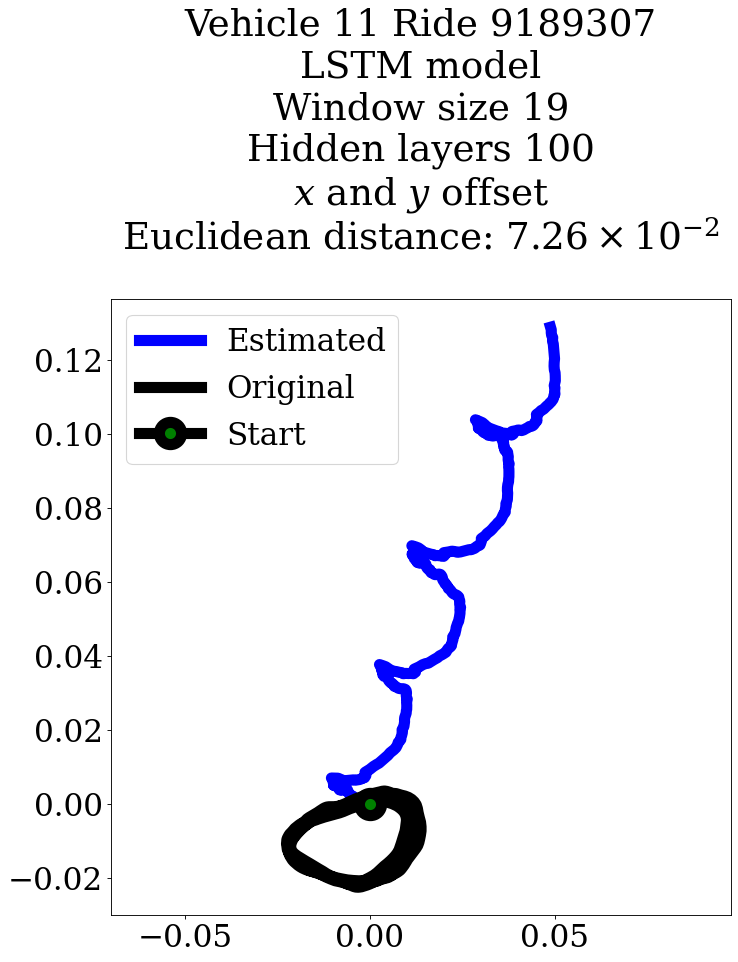 Vehicle 11 Ride 9189307
LSTM model
Window size 19
Hidden layers 100
x and y offset
Euclidean distance: 7.26 × 10⁻²
Estimated
Original
Start
0.12
0.10
0.08
0.06
0.04
0.02
0.00
−0.02
−0.05 0.00 0.05